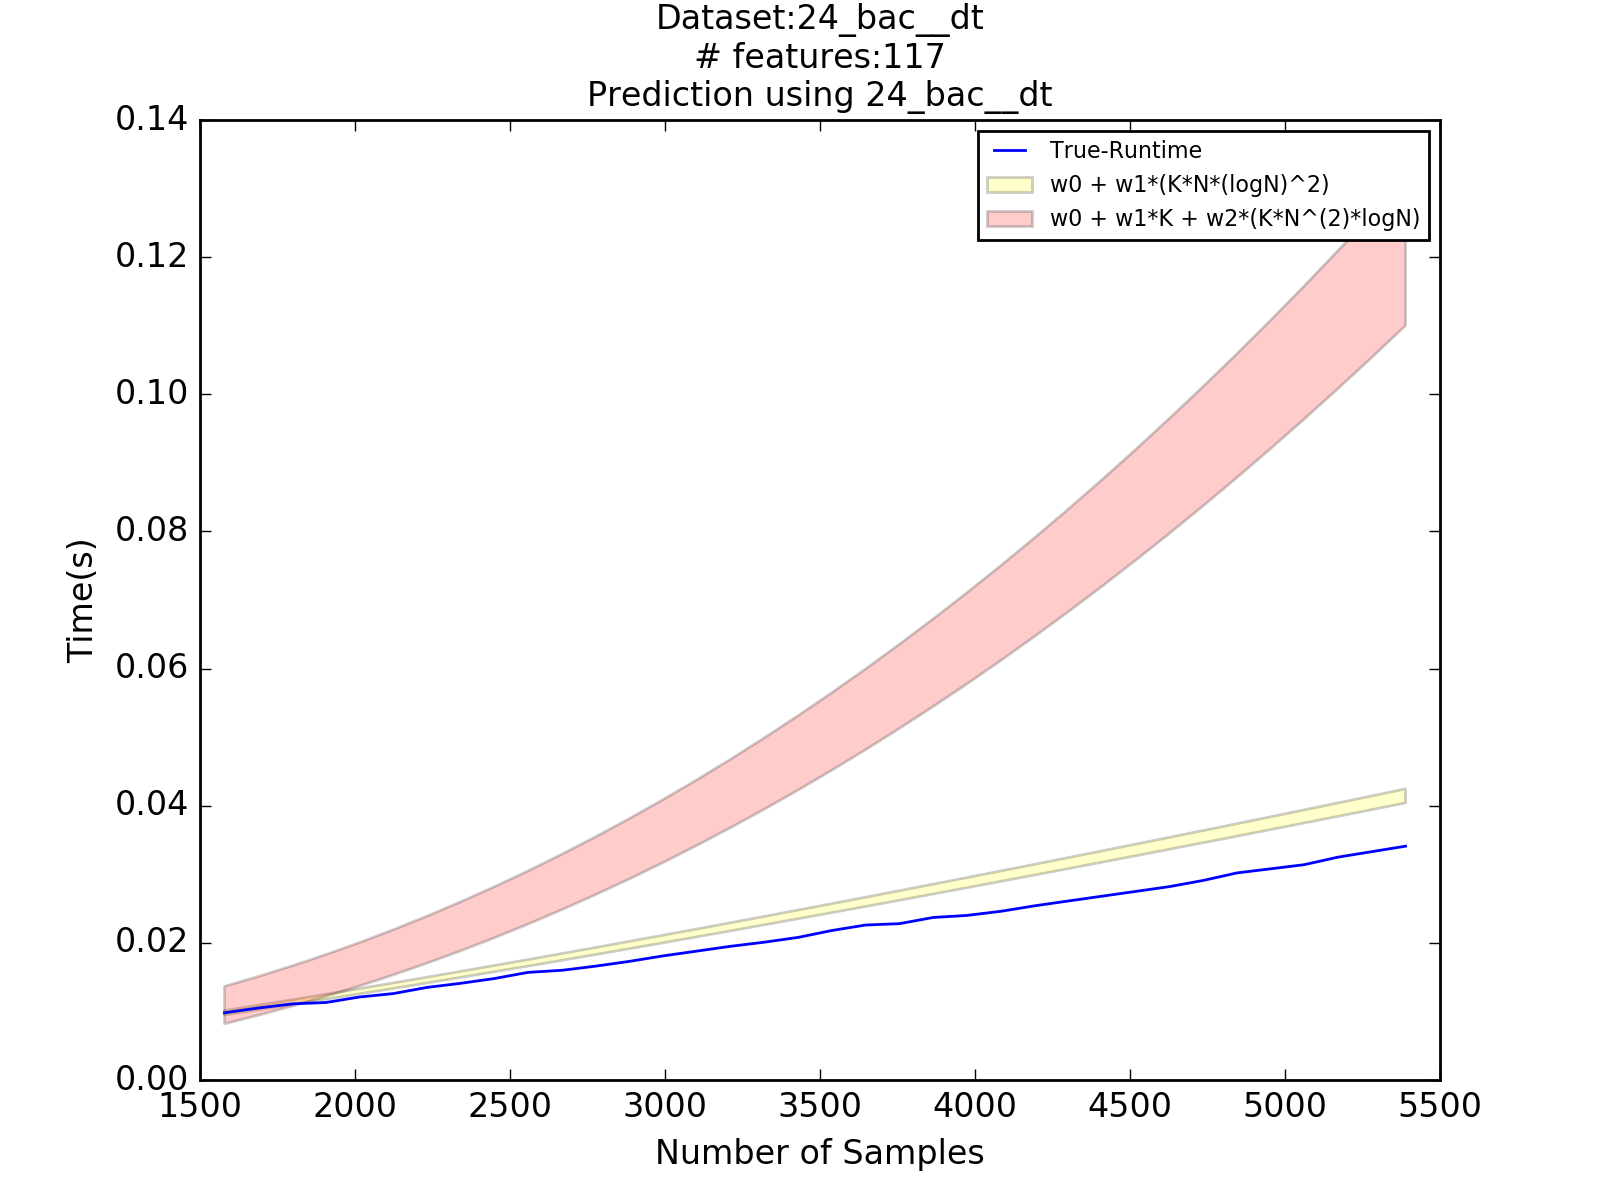 Dataset:24_bac__dt
# features:117
Prediction using 24_bac__dt
True-Runtime
w0 + w1*(K*N*(logN)^2)
w0 + w1*K + w2*(K*N^(2)*logN)
0.14
0.12
0.10
0.08
0.06
0.04
0.02
0.00
Time(s)
1500 2000 2500 3000 3500 4000 4500 5000 5500
Number of Samples